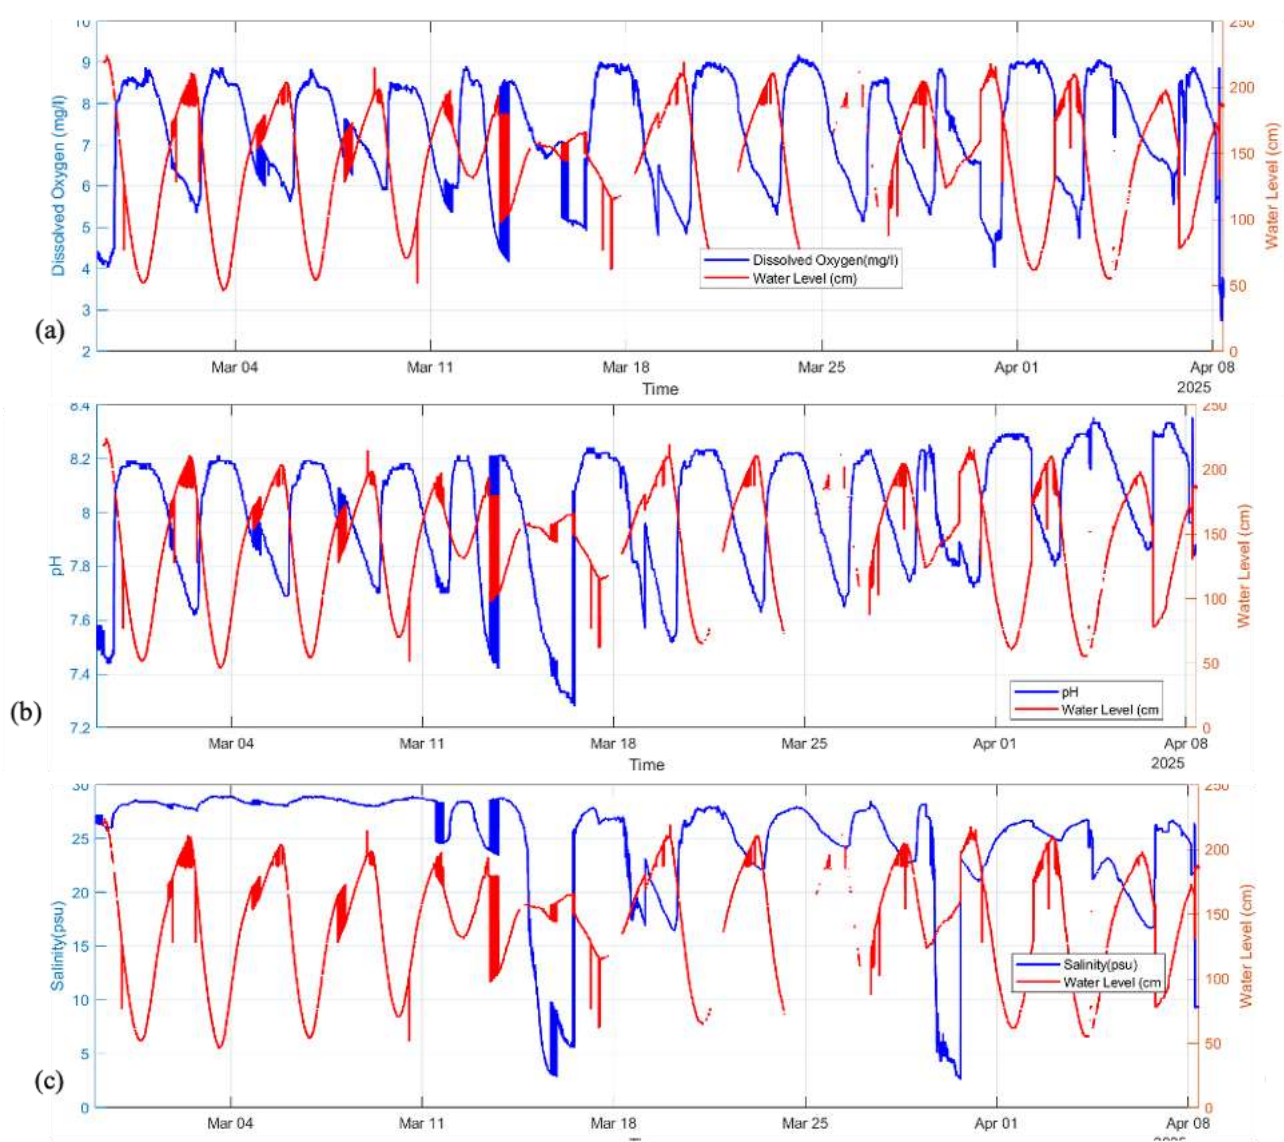 10
250
9
200
8
7
150
6
100
5
Dissolved Oxygen(mg/l)
4
Water Level (cm)
50
3
(a)
2
0
Mar 04 Mar 11 Mar 18 Mar 25 Apr 01 Apr 08
Time
2025
Dissolved Oxygen (mg/l)
Water Level (cm)
8.4
250
8.2
200
8
150
7.8
7.6
100
7.4
50
pH
(b)
Water Level (cm
7.2
0
Mar 04 Mar 11 Mar 18 Mar 25 Apr 01 Apr 08
Time
2025
pH
Water Level (cm)
30
250
25
200
20
150
15
Salinity(psu)
100
Water Level (cm
10
5
50
(c)
0
0
Mar 04 Mar 11 Mar 18 Mar 25 Apr 01 Apr 08
Salinity(psu)
Water Level (cm)